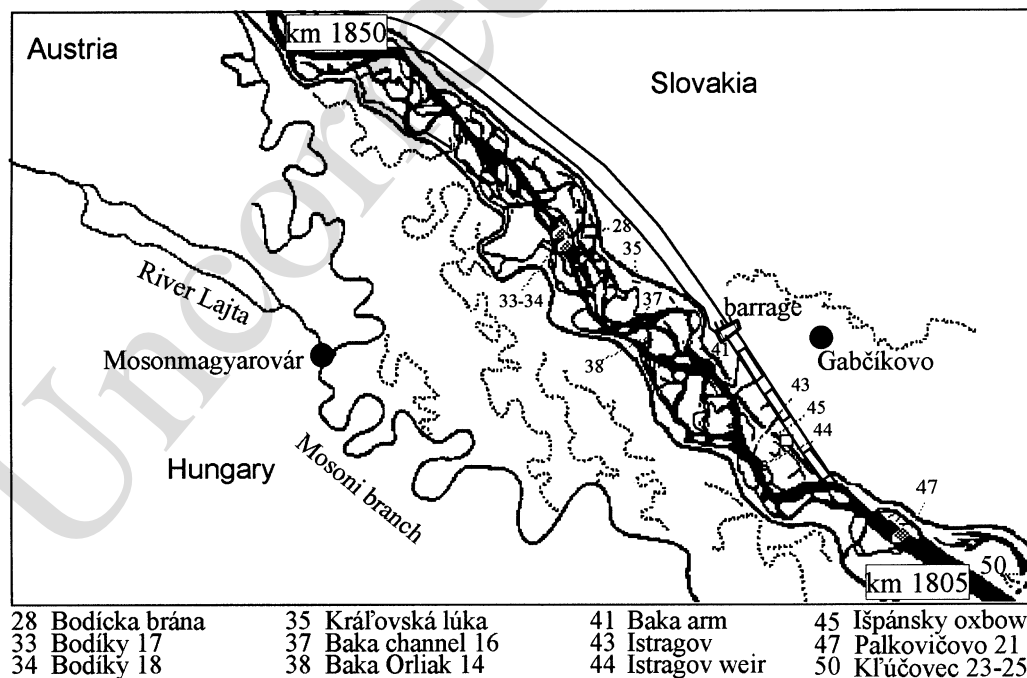 km 1850
Austria
Slovakia
28
35
33-34
37
barrage
River Lajta
41
Gabčíkovo
Mosonmagyarovár
38
43
45
44
Hungary
Mosoni branch
47
50
km 1805
28 Bodícka brána
33 Bodíky 17
34 Bodíky 18
35 Kráľovská lúka
37 Baka channel 16
38 Baka Orliak 14
41 Baka arm
43 Istragov
44 Istragov weir
45 Išpánsky oxbow
47 Palkovičovo 21
50 Kľúčovec 23-25
Uncorre